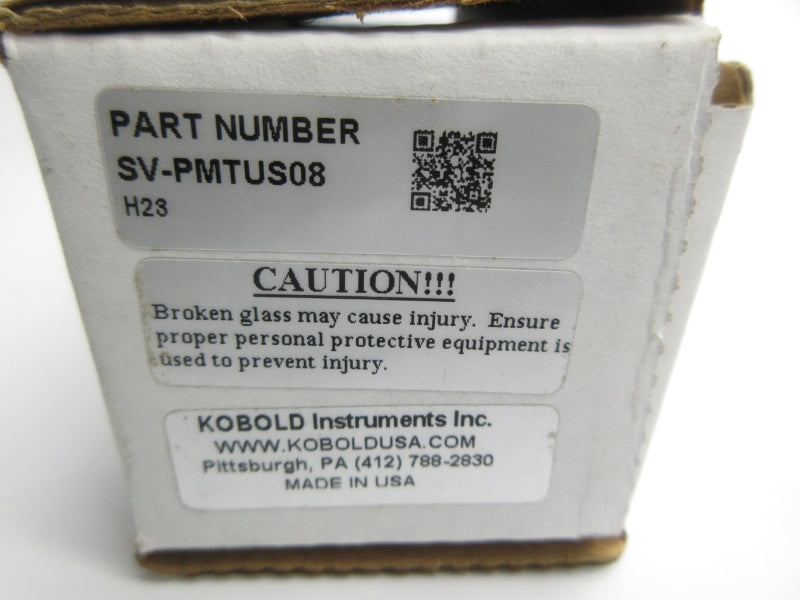 PART NUMBER
SV-PMTUS08
H23
CAUTION!!!
Broken glass may cause injury. Ensure
proper personal protective equipment is
used to prevent injury.
KOBOLD Instruments Inc.
WWW.KOBOLDUSA.COM
Pittsburgh, PA (412) 788-2830
MADE IN USA